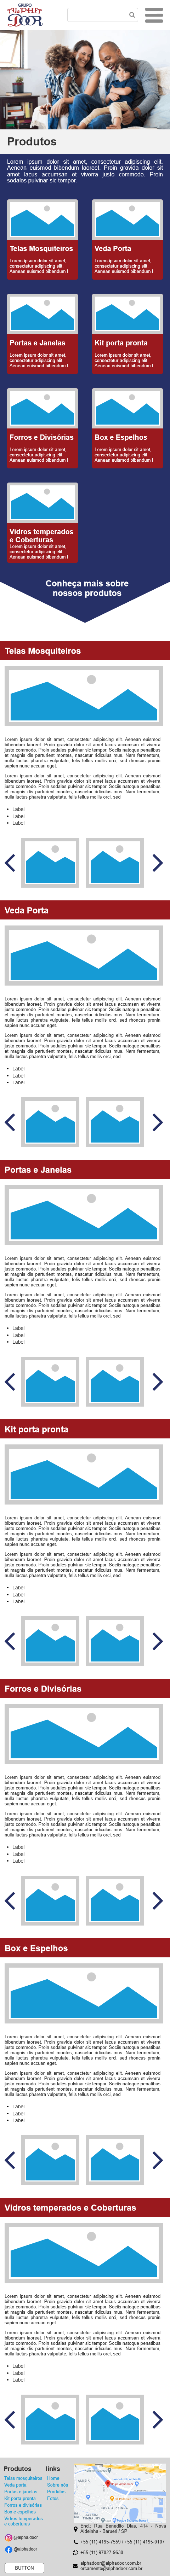 GRUPO
ALPHA
DOOR
Produtos
Lorem ipsum dolor sit amet, consectetur adipiscing elit.
Aenean euismod bibendum laoreet. Proin gravida dolor sit
amet lacus accumsan et viverra justo commodo. Proin
sodales pulvinar sic tempor.
Telas Mosquiteiros
Lorem ipsum dolor sit amet,
consectetur adipiscing elit.
Aenean euismod bibendum l
Veda Porta
Lorem ipsum dolor sit amet,
consectetur adipiscing elit.
Aenean euismod bibendum l
Portas e Janelas
Lorem ipsum dolor sit amet,
consectetur adipiscing elit.
Aenean euismod bibendum l
Kit porta pronta
Lorem ipsum dolor sit amet,
consectetur adipiscing elit.
Aenean euismod bibendum l
Forros e Divisórias
Lorem ipsum dolor sit amet,
consectetur adipiscing elit.
Aenean euismod bibendum l
Box e Espelhos
Lorem ipsum dolor sit amet,
consectetur adipiscing elit.
Aenean euismod bibendum l
Vidros temperados
e Coberturas
Lorem ipsum dolor sit amet,
consectetur adipiscing elit.
Aenean euismod bibendum l
Conheça mais sobre
nossos produtos
Telas Mosquiteiros
Lorem ipsum dolor sit amet, consectetur adipiscing elit. Aenean euismod
bibendum laoreet. Proin gravida dolor sit amet lacus accumsan et viverra
justo commodo. Proin sodales pulvinar sic tempor. Sociis natoque penatibus
et magnis dis parturient montes, nascetur ridiculus mus. Nam fermentum,
nulla luctus pharetra vulputate, felis tellus mollis orci, sed rhoncus pronin
sapien nunc accuan eget.
Lorem ipsum dolor sit amet, consectetur adipiscing elit. Aenean euismod
bibendum laoreet. Proin gravida dolor sit amet lacus accumsan et viverra
justo commodo. Proin sodales pulvinar sic tempor. Sociis natoque penatibus
et magnis dis parturient montes, nascetur ridiculus mus. Nam fermentum,
nulla luctus pharetra vulputate, felis tellus mollis orci, sed
Label
Label
Label
Veda Porta
Lorem ipsum dolor sit amet, consectetur adipiscing elit. Aenean euismod
bibendum laoreet. Proin gravida dolor sit amet lacus accumsan et viverra
justo commodo. Proin sodales pulvinar sic tempor. Sociis natoque penatibus
et magnis dis parturient montes, nascetur ridiculus mus. Nam fermentum,
nulla luctus pharetra vulputate, felis tellus mollis orci, sed rhoncus pronin
sapien nunc accuan eget.
Lorem ipsum dolor sit amet, consectetur adipiscing elit. Aenean euismod
bibendum laoreet. Proin gravida dolor sit amet lacus accumsan et viverra
justo commodo. Proin sodales pulvinar sic tempor. Sociis natoque penatibus
et magnis dis parturient montes, nascetur ridiculus mus. Nam fermentum,
nulla luctus pharetra vulputate, felis tellus mollis orci, sed
Label
Label
Label
Portas e Janelas
Lorem ipsum dolor sit amet, consectetur adipiscing elit. Aenean euismod
bibendum laoreet. Proin gravida dolor sit amet lacus accumsan et viverra
justo commodo. Proin sodales pulvinar sic tempor. Sociis natoque penatibus
et magnis dis parturient montes, nascetur ridiculus mus. Nam fermentum,
nulla luctus pharetra vulputate, felis tellus mollis orci, sed rhoncus pronin
sapien nunc accuan eget.
Lorem ipsum dolor sit amet, consectetur adipiscing elit. Aenean euismod
bibendum laoreet. Proin gravida dolor sit amet lacus accumsan et viverra
justo commodo. Proin sodales pulvinar sic tempor. Sociis natoque penatibus
et magnis dis parturient montes, nascetur ridiculus mus. Nam fermentum,
nulla luctus pharetra vulputate, felis tellus mollis orci, sed
Label
Label
Label
Kit porta pronta
Lorem ipsum dolor sit amet, consectetur adipiscing elit. Aenean euismod
bibendum laoreet. Proin gravida dolor sit amet lacus accumsan et viverra
justo commodo. Proin sodales pulvinar sic tempor. Sociis natoque penatibus
et magnis dis parturient montes, nascetur ridiculus mus. Nam fermentum,
nulla luctus pharetra vulputate, felis tellus mollis orci, sed rhoncus pronin
sapien nunc accuan eget.
Lorem ipsum dolor sit amet, consectetur adipiscing elit. Aenean euismod
bibendum laoreet. Proin gravida dolor sit amet lacus accumsan et viverra
justo commodo. Proin sodales pulvinar sic tempor. Sociis natoque penatibus
et magnis dis parturient montes, nascetur ridiculus mus. Nam fermentum,
nulla luctus pharetra vulputate, felis tellus mollis orci, sed
Label
Label
Label
Forros e Divisórias
Lorem ipsum dolor sit amet, consectetur adipiscing elit. Aenean euismod
bibendum laoreet. Proin gravida dolor sit amet lacus accumsan et viverra
justo commodo. Proin sodales pulvinar sic tempor. Sociis natoque penatibus
et magnis dis parturient montes, nascetur ridiculus mus. Nam fermentum,
nulla luctus pharetra vulputate, felis tellus mollis orci, sed rhoncus pronin
sapien nunc accuan eget.
Lorem ipsum dolor sit amet, consectetur adipiscing elit. Aenean euismod
bibendum laoreet. Proin gravida dolor sit amet lacus accumsan et viverra
justo commodo. Proin sodales pulvinar sic tempor. Sociis natoque penatibus
et magnis dis parturient montes, nascetur ridiculus mus. Nam fermentum,
nulla luctus pharetra vulputate, felis tellus mollis orci, sed
Label
Label
Label
Box e Espelhos
Lorem ipsum dolor sit amet, consectetur adipiscing elit. Aenean euismod
bibendum laoreet. Proin gravida dolor sit amet lacus accumsan et viverra
justo commodo. Proin sodales pulvinar sic tempor. Sociis natoque penatibus
et magnis dis parturient montes, nascetur ridiculus mus. Nam fermentum,
nulla luctus pharetra vulputate, felis tellus mollis orci, sed rhoncus pronin
sapien nunc accuan eget.
Lorem ipsum dolor sit amet, consectetur adipiscing elit. Aenean euismod
bibendum laoreet. Proin gravida dolor sit amet lacus accumsan et viverra
justo commodo. Proin sodales pulvinar sic tempor. Sociis natoque penatibus
et magnis dis parturient montes, nascetur ridiculus mus. Nam fermentum,
nulla luctus pharetra vulputate, felis tellus mollis orci, sed
Label
Label
Label
Vidros temperados e Coberturas
Lorem ipsum dolor sit amet, consectetur adipiscing elit. Aenean euismod
bibendum laoreet. Proin gravida dolor sit amet lacus accumsan et viverra
justo commodo. Proin sodales pulvinar sic tempor. Sociis natoque penatibus
et magnis dis parturient montes, nascetur ridiculus mus. Nam fermentum,
nulla luctus pharetra vulputate, felis tellus mollis orci, sed rhoncus pronin
sapien nunc accuan eget.
Lorem ipsum dolor sit amet, consectetur adipiscing elit. Aenean euismod
bibendum laoreet. Proin gravida dolor sit amet lacus accumsan et viverra
justo commodo. Proin sodales pulvinar sic tempor. Sociis natoque penatibus
et magnis dis parturient montes, nascetur ridiculus mus. Nam fermentum,
nulla luctus pharetra vulputate, felis tellus mollis orci, sed
Label
Label
Label
Produtos
Telas mosquiteiros
Veda porta
Portas e janelas
Kit porta pronta
Forros e divisórias
Box e espelhos
Vidros temperados
e coberturas
links
Home
Sobre nós
Produtos
Fotos
@alpha.door
@alphadoor
BUTTON
End.: Rua Benedito Dias, 414 - Nova
Aldeinha - Barueri / SP
+55 (11) 4195-7559 / +55 (11) 4195-0107
+55 (11) 97027-9630
alphadoor@alphadoor.com.br
orcamento@alphadoor.com.br